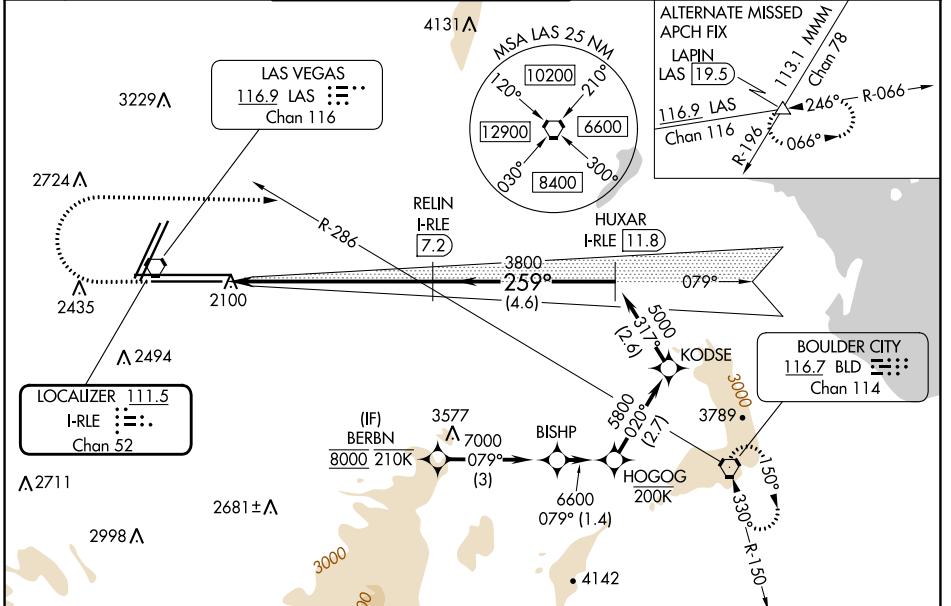 4131
MSA LAS 25 NM
10200
120°
210°
12900
6600
030°
300°
8400
ALTERNATE MISSED
APCH FIX
LAPIN
LAS 19.5
113.1 MMM
Chan 78
116.9 LAS
Chan 116
246°
R-066
066°
R-196
LAS VEGAS
116.9 LAS
Chan 116
3229
2724
R-286
RELIN
I-RLE
7.2
HUXAR
I-RLE 11.8
3800
259°
(4.6)
079°
2435
2100
5000
317°
(2.6)
KODSE
2494
BOULDER CITY
116.7 BLD
Chan 114
LOCALIZER 111.5
I-RLE
Chan 52
3000
3789
(IF)
BERBN
8000 210K
3577
7000
079°
(3)
BISHP
5800
020°
(2.7)
HOGOG
200K
6600
079° (1.4)
150°
330°
R-150
2711
2681±
2998
3000
4142